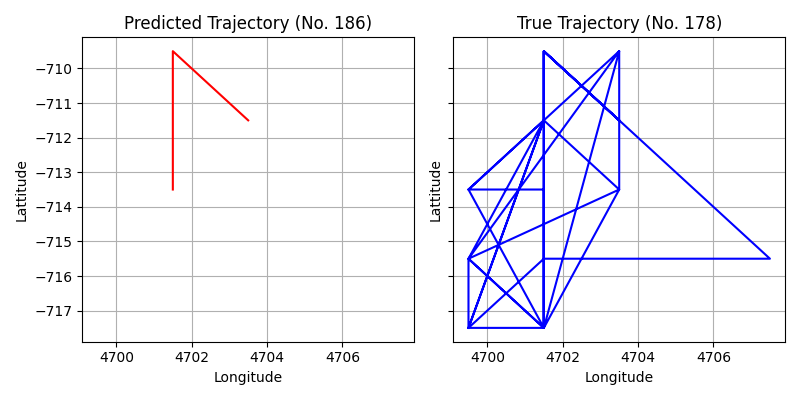 Predicted Trajectory (No. 186)
True Trajectory (No. 178)
−710
−711
−712
−713
−714
−715
−716
−717
Lattitude
Lattitude
4700
4702
4704
4706
4700
4702
4704
4706
Longitude
Longitude